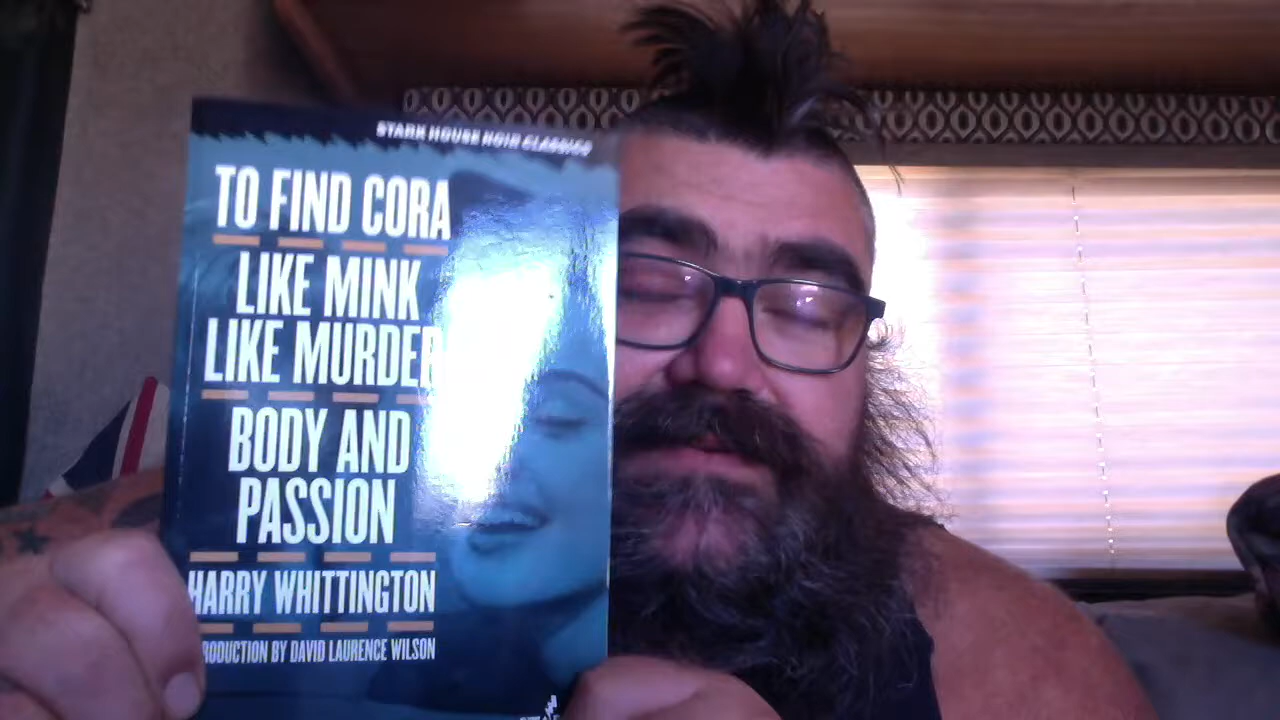 STARK HOUSE NOIR CLASSICS
TO FIND CORA
LIKE MINK
LIKE MURDER
BODY AND
PASSION
HARRY WHITTINGTON
BY DAVID LAURENCE WILSON